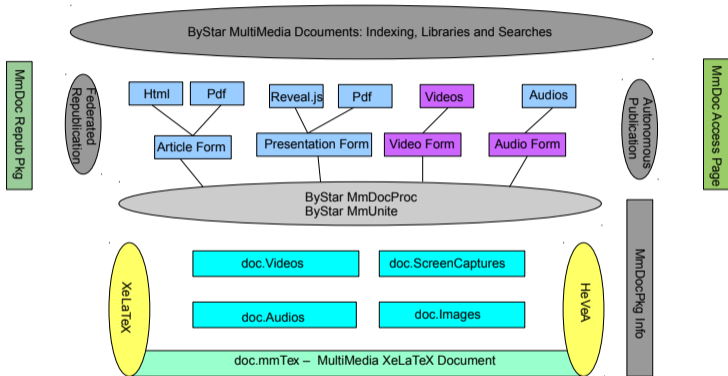 ByStar MultiMedia Dcouments: Indexing, Libraries and Searches
MmDoc Repub Pkg
Federated
Republication
Html
Pdf
Reveal.js
Pdf
Videos
Audios
Autonomous
Publication
MmDoc Access Page
Article Form
Presentation Form
Video Form
Audio Form
ByStar MmDocProc
ByStar MmUnite
XeLaTeX
doc.Videos
doc.ScreenCaptures
doc.Audios
doc.Images
HeVeA
MmDocPkg Info
doc.mmTex – MultiMedia XeLaTeX Document